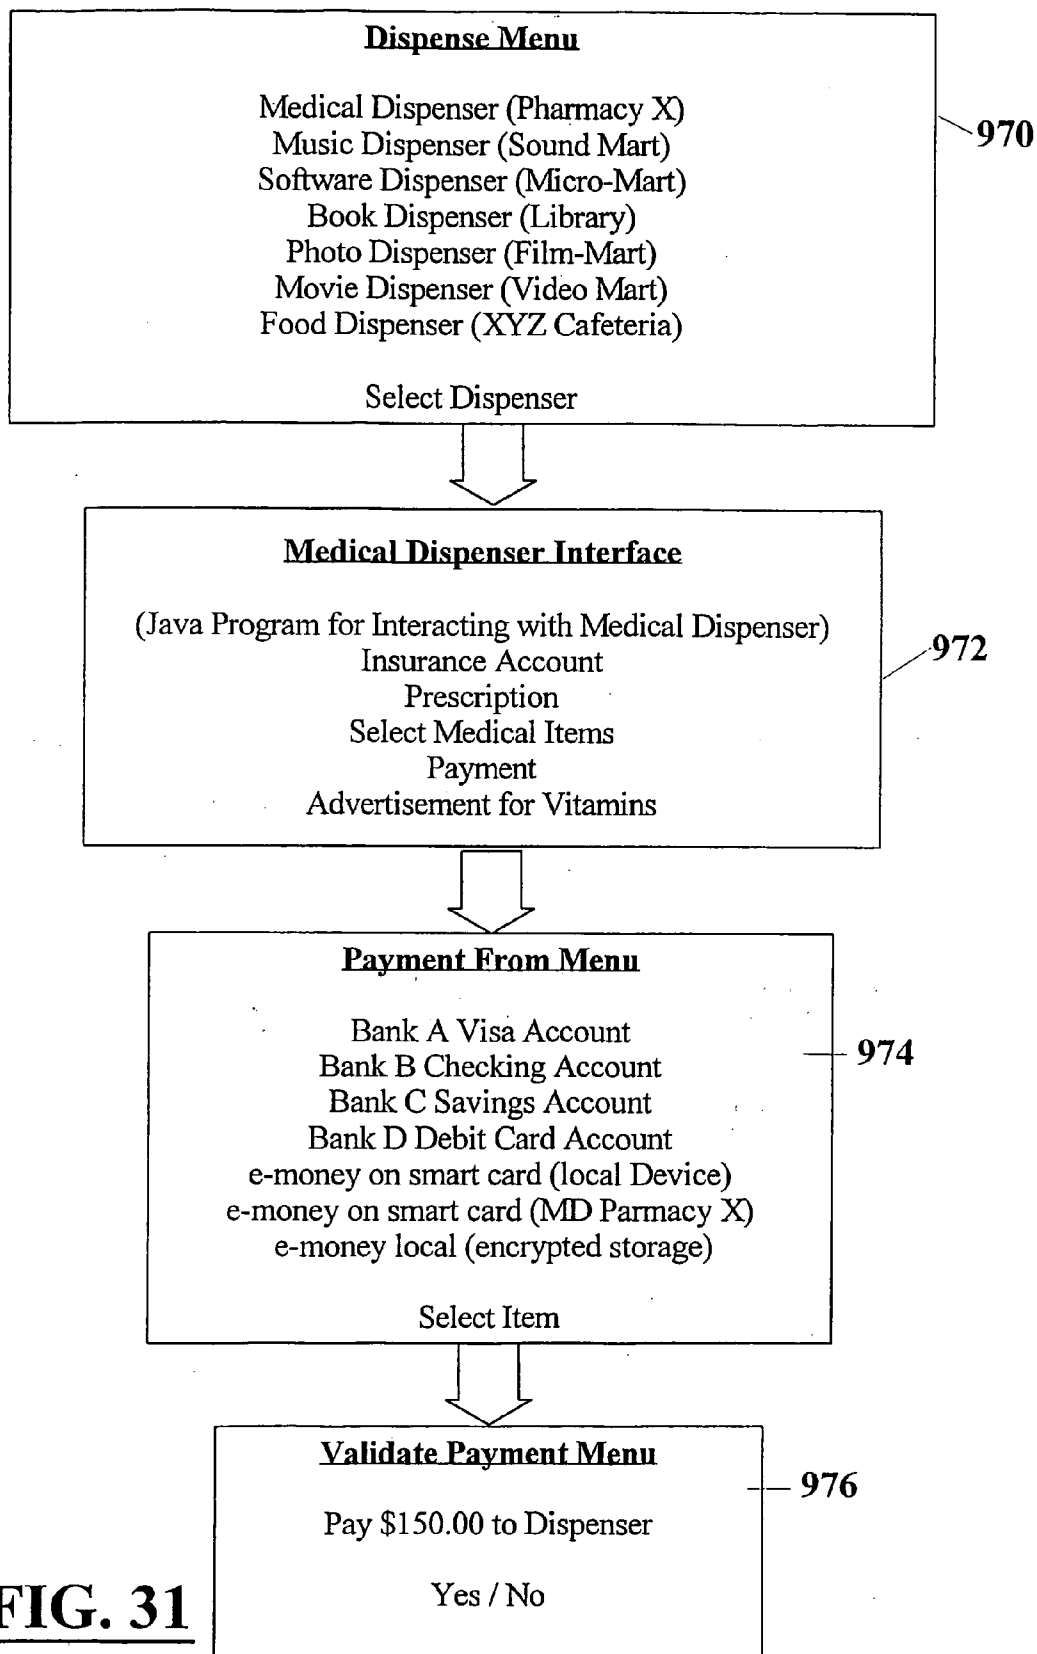 Dispense Menu
Medical Dispenser (Pharmacy X)
Music Dispenser (Sound Mart)
Software Dispenser (Micro-Mart)
Book Dispenser (Library)
Photo Dispenser (Film-Mart)
Movie Dispenser (Video Mart)
Food Dispenser (XYZ Cafeteria)
Select Dispenser
970
Medical Dispenser Interface
(Java Program for Interacting with Medical Dispenser)
Insurance Account
Prescription
Select Medical Items
Payment
Advertisement for Vitamins
972
Payment From Menu
Bank A Visa Account
Bank B Checking Account
Bank C Savings Account
Bank D Debit Card Account
e-money on smart card (local Device)
e-money on smart card (MD Parmacy X)
e-money local (encrypted storage)
Select Item
974
Validate Payment Menu
Pay $150.00 to Dispenser
Yes / No
976
FIG. 31